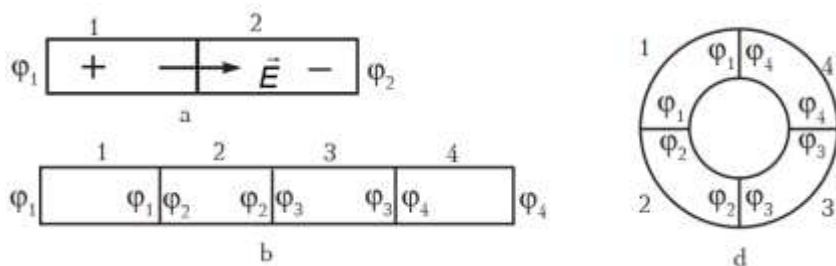 1 2
φ₁ + E⃗ − φ₂
a
1 2 3 4
φ₁ φ₁ φ₂ φ₂ φ₃ φ₃ φ₄ φ₄
b
1 φ₁ φ₄ 4
φ₁ φ₄
φ₂ φ₃
2 φ₂ φ₃ 3
d